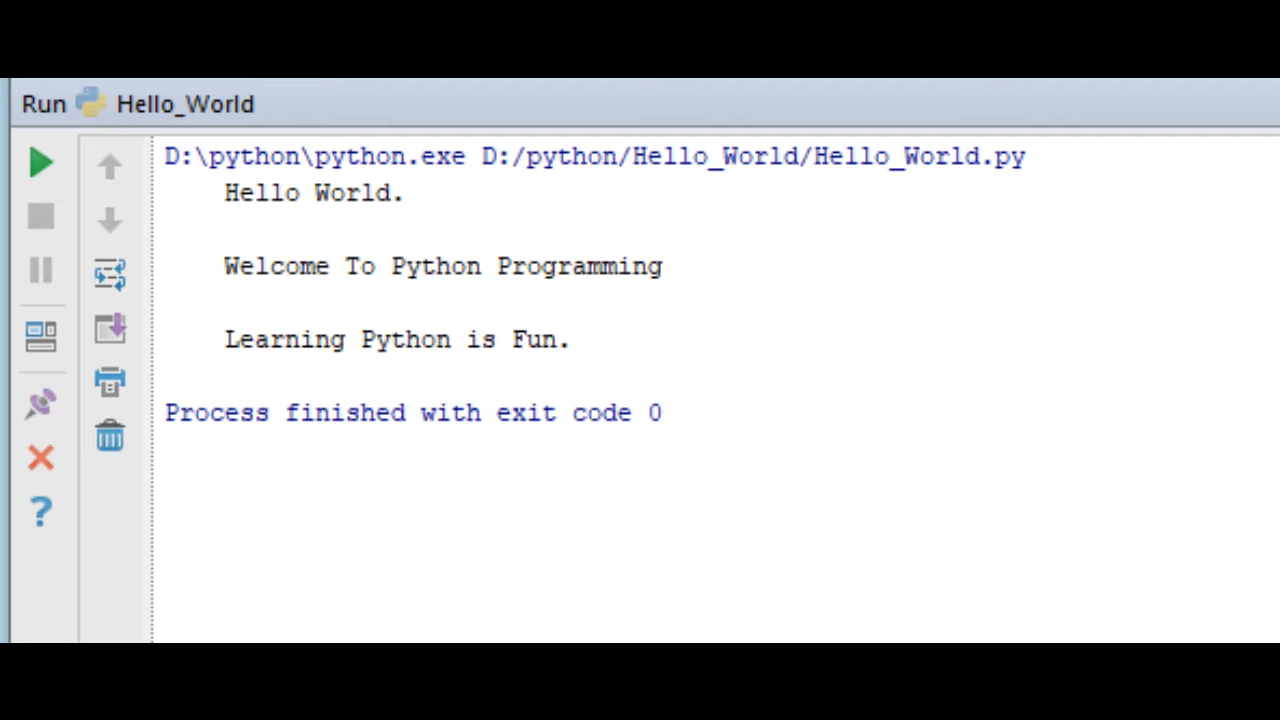 Run Hello_World
D:\python\python.exe D:/python/Hello_World/Hello_World.py
Hello World.
Welcome To Python Programming
Learning Python is Fun.
Process finished with exit code 0